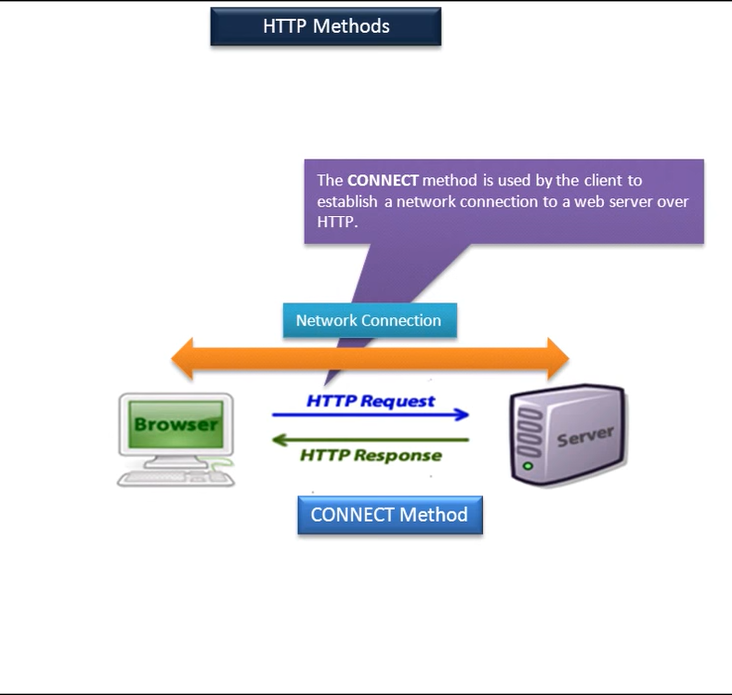 HTTP Methods
The CONNECT method is used by the client to
establish a network connection to a web server over
HTTP.
Network Connection
Browser
HTTP Request
HTTP Response
Server
CONNECT Method